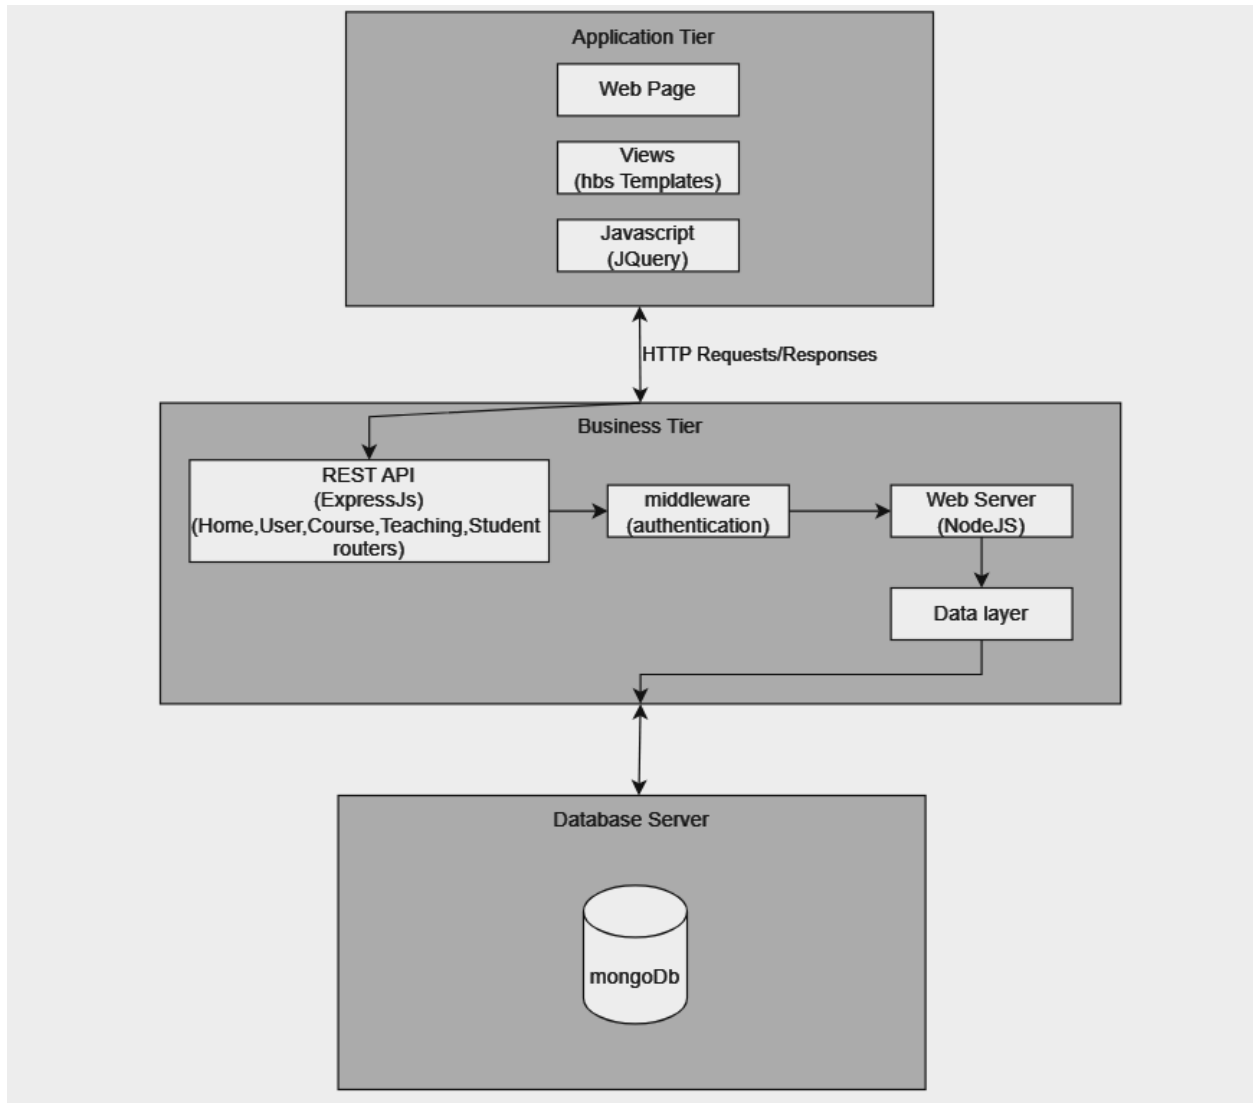 Application Tier
Web Page
Views
(hbs Templates)
Javascript
(JQuery)
HTTP Requests/Responses
Business Tier
REST API
(ExpressJs)
(Home,User,Course,Teaching,Student
routers)
middleware
(authentication)
Web Server
(NodeJS)
Data layer
Database Server
mongoDb